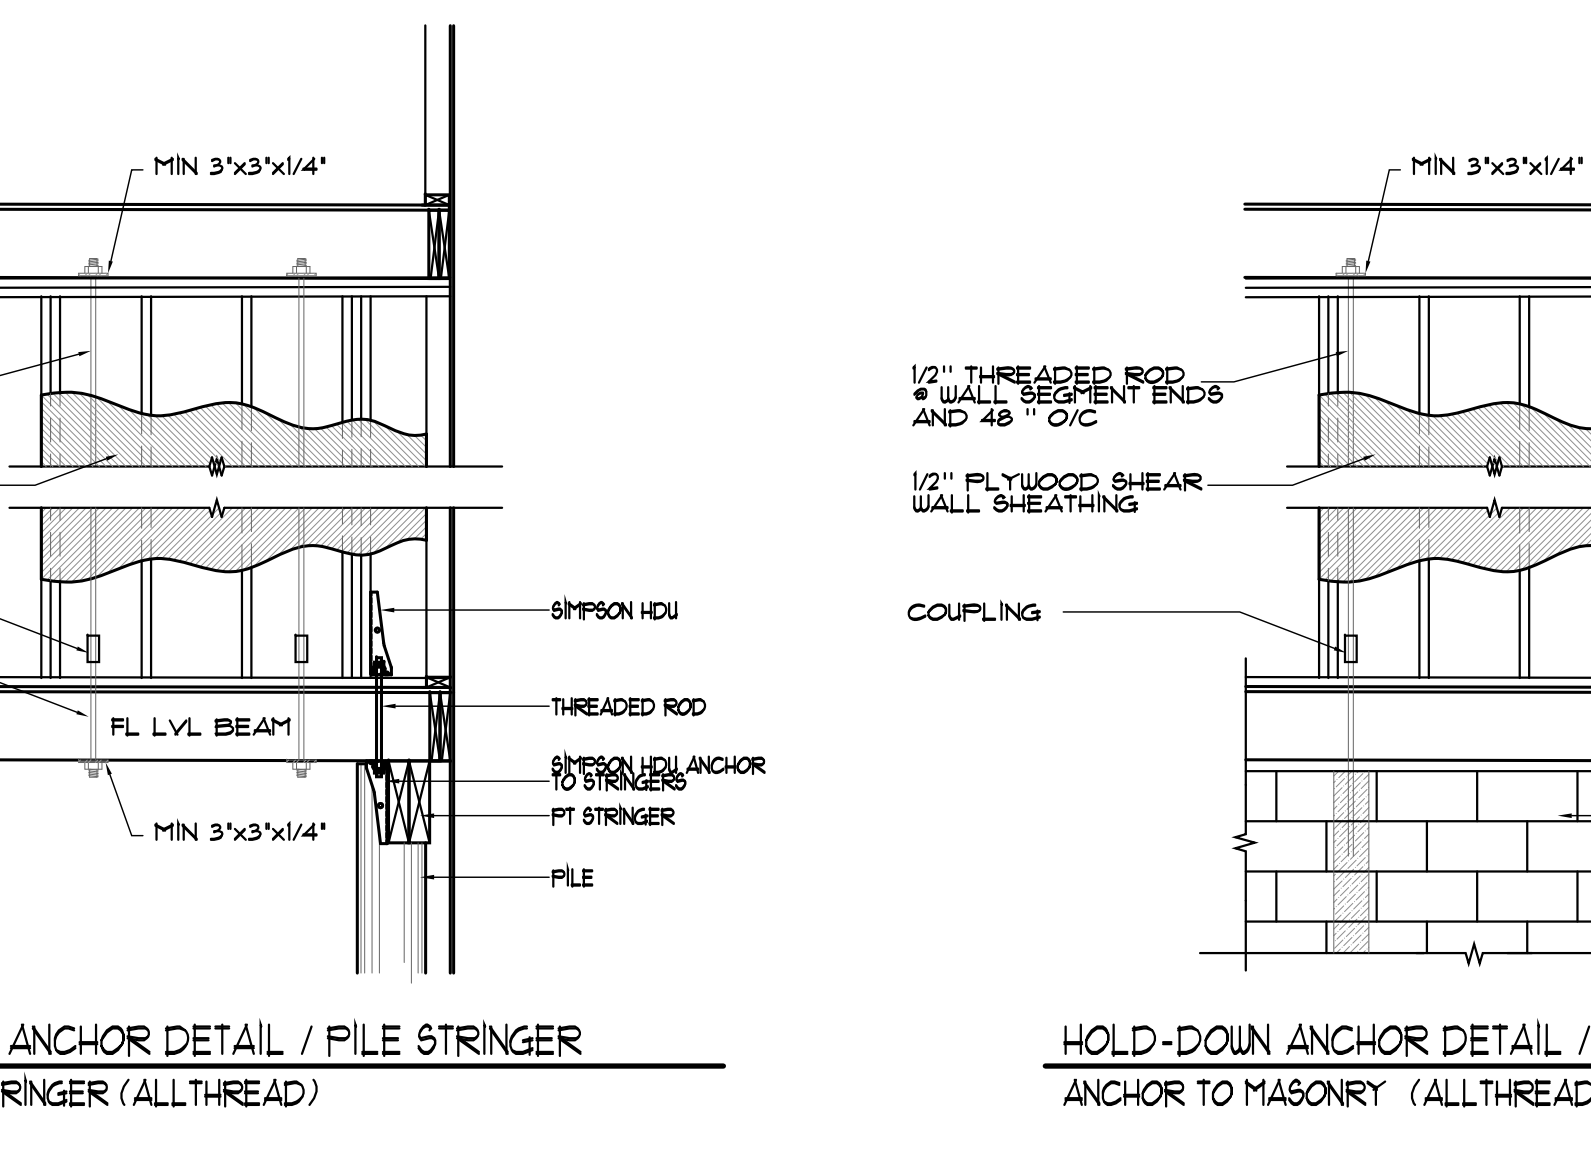 MIN 3"x3"x1/4"
FL LVL BEAM
MIN 3"x3"x1/4"
SIMPSON HDU
THREADED ROD
SIMPSON HDU ANCHOR
TO STRINGERS
PT STRINGER
PILE
ANCHOR DETAIL / PILE STRINGER
RINGER (ALLTHREAD)
MIN 3"x3"x1/4"
1/2" THREADED ROD
@ WALL SEGMENT ENDS
AND 48 " O/C
1/2" PLYWOOD SHEAR
WALL SHEATHING
COUPLING
HOLD-DOWN ANCHOR DETAIL /
ANCHOR TO MASONRY (ALLTHREAD